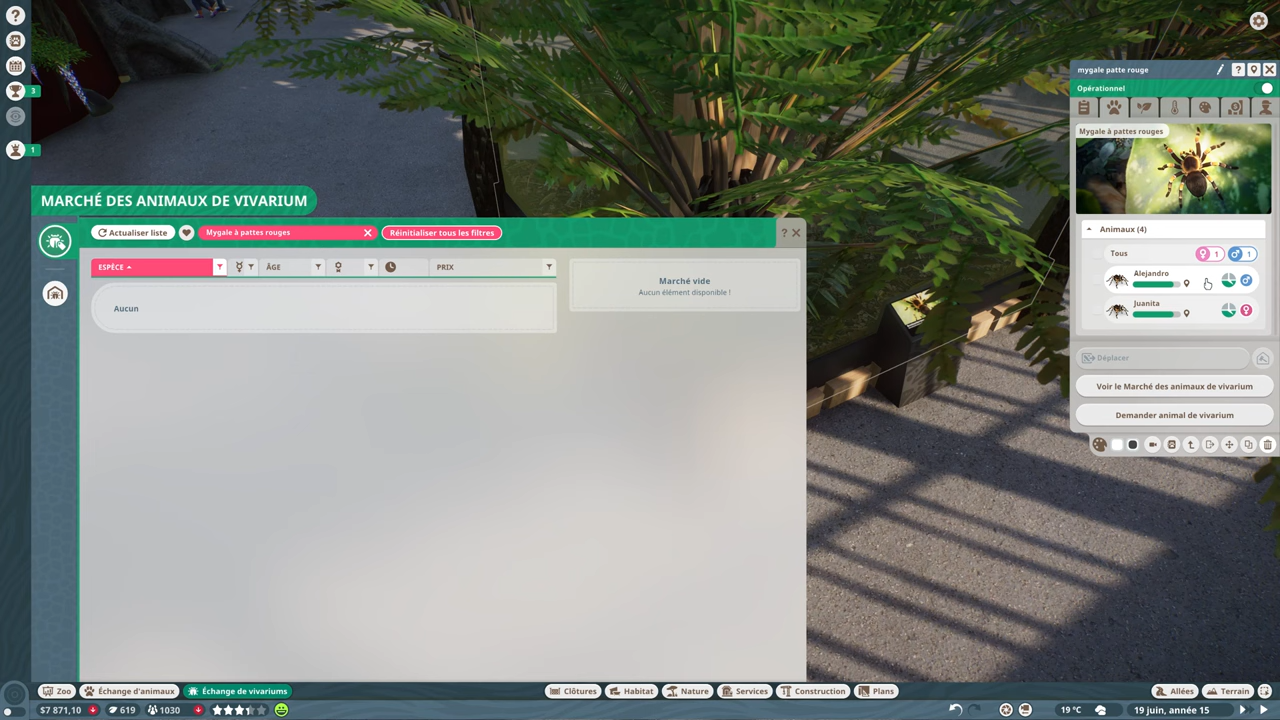 mygale patte rouge
?
?
Opérationnel
3
1
Mygale à pattes rouges
MARCHÉ DES ANIMAUX DE VIVARIUM
Actualiser liste
Mygale à pattes rouges
Réinitialiser tous les filtres
?
Animaux (4)
Tous
1
1
ESPÈCE
ÂGE
PRIX
Alejandro
Marché vide
Aucun élément disponible !
Aucun
Juanita
Déplacer
Voir le Marché des animaux de vivarium
Demander animal de vivarium
Zoo
Échange d'animaux
Échange de vivariums
Clôtures
Habitat
Nature
Services
Construction
Plans
Allées
Terrain
$7 871,10
619
1030
19 °C
19 juin, année 15